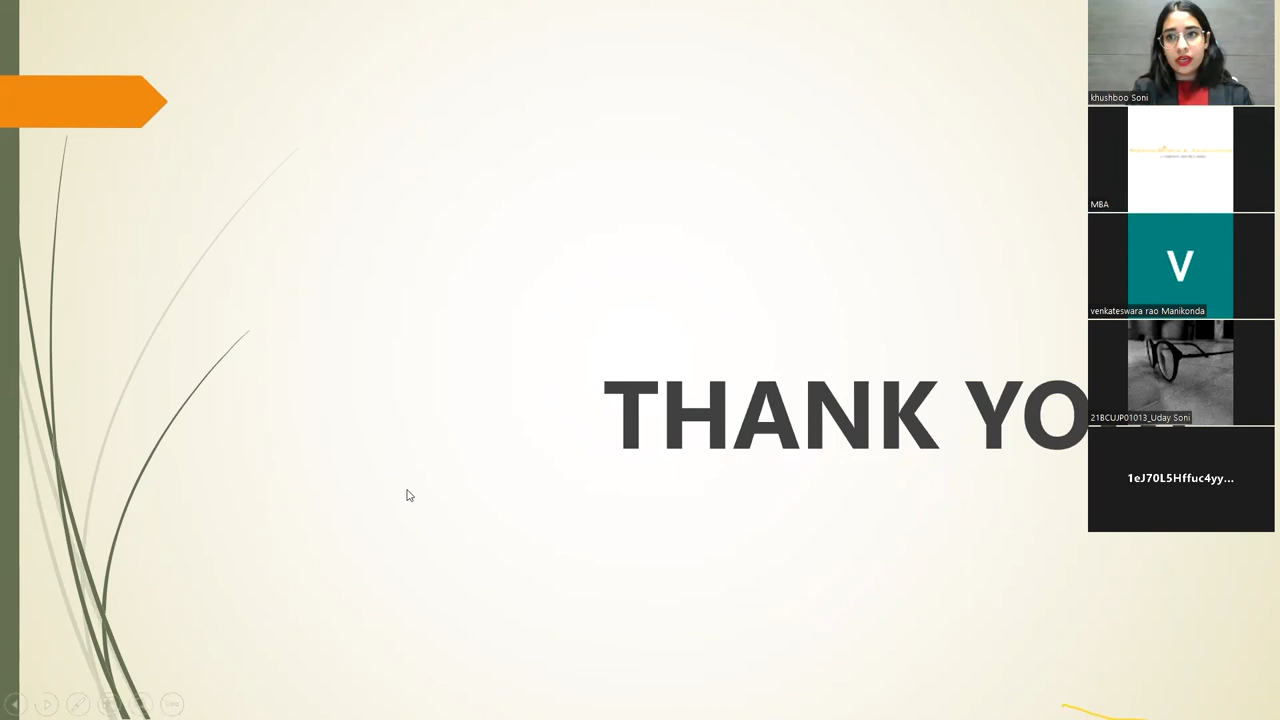 khushboo Soni
MBA
V
venkateswara rao Manikonda
THANK YO
21BCUJP01013_Uday Soni
1eJ70L5Hffuc4yy...